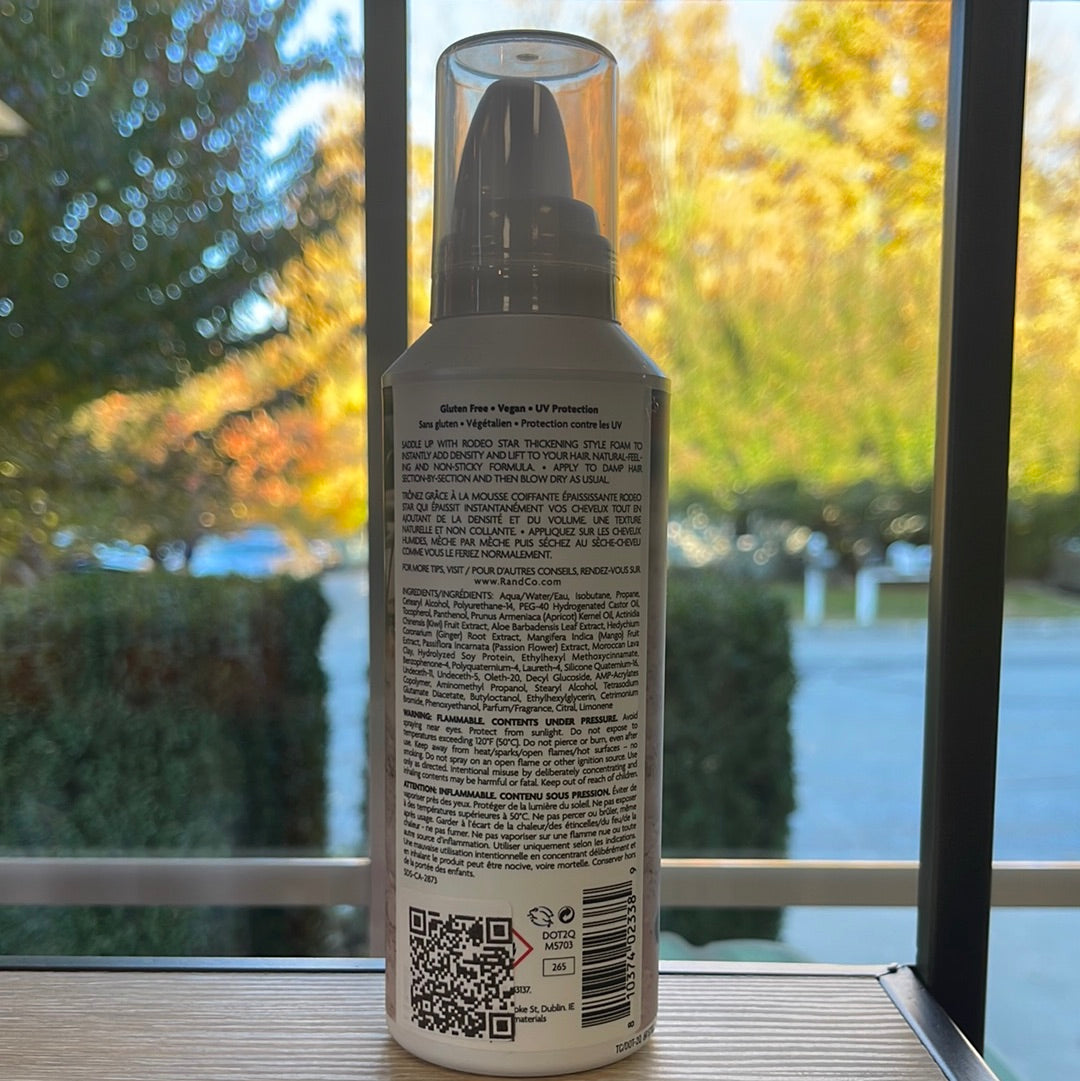 Gluten Free • Vegan • UV Protection
Sans gluten • Végétalien • Protection contre les UV
SADDLE UP WITH RODEO STAR THICKENING STYLE FOAM TO
INSTANTLY ADD DENSITY AND LIFT TO YOUR HAIR. NATURAL-FEEL-
ING AND NON-STICKY FORMULA. • APPLY TO DAMP HAIR
SECTION-BY-SECTION AND THEN BLOW DRY AS USUAL.
TRÔNEZ GRÂCE À LA MOUSSE COIFFANTE ÉPAISSISSANTE RODEO
STAR QUI ÉPAISSIT INSTANTANÉMENT VOS CHEVEUX TOUT EN
AJOUTANT DE LA DENSITÉ ET DU VOLUME. UNE TEXTURE
NATURELLE ET NON COLLANTE. • APPLIQUEZ SUR LES CHEVEUX
HUMIDES, MÈCHE PAR MÈCHE PUIS SÉCHEZ AU SÈCHE-CHEVEU
COMME VOUS LE FERIEZ NORMALEMENT.
FOR MORE TIPS, VISIT / POUR D'AUTRES CONSEILS, RENDEZ-VOUS SUR
www.RandCo.com
INGREDIENTS/INGRÉDIENTS: Aqua/Water/Eau, Isobutane, Propane,
Cetearyl Alcohol, Polyurethane-14, PEG-40 Hydrogenated Castor Oil,
Tocopherol, Panthenol, Prunus Armeniaca (Apricot) Kernel Oil, Actinidia
Chinensis (Kiwi) Fruit Extract, Aloe Barbadensis Leaf Extract, Hedychium
Coronarium (Ginger) Root Extract, Mangifera Indica (Mango) Fruit
Extract, Passiflora Incarnata (Passion Flower) Extract, Moroccan Lava
Clay, Hydrolyzed Soy Protein, Ethylhexyl Methoxycinnamate,
Benzophenone-4, Polyquaternium-4, Laureth-4, Silicone Quaternium-16,
Undeceth-11, Undeceth-5, Oleth-20, Decyl Glucoside, AMP-Acrylates
Copolymer, Aminomethyl Propanol, Stearyl Alcohol, Tetrasodium
Glutamate Diacetate, Butyloctanol, Ethylhexylglycerin, Cetrimonium
Bromide, Phenoxyethanol, Parfum/Fragrance, Citral, Limonene
WARNING: FLAMMABLE. CONTENTS UNDER PRESSURE. Avoid
spraying near eyes. Protect from sunlight. Do not expose to
temperatures exceeding 120°F (50°C). Do not pierce or burn, even after
use. Keep away from heat/sparks/open flames/hot surfaces – no
smoking. Do not spray on an open flame or other ignition source. Use
only as directed. Intentional misuse by deliberately concentrating and
inhaling contents may be harmful or fatal. Keep out of reach of children.
ATTENTION: INFLAMMABLE. CONTENU SOUS PRESSION. Éviter de
vaporiser près des yeux. Protéger de la lumière du soleil. Ne pas exposer
à des températures supérieures à 50°C. Ne pas percer ou brûler, même
après usage. Garder à l'écart de la chaleur/des étincelles/du feu/de la
chaleur - ne pas fumer. Ne pas vaporiser sur une flamme nue ou toute
autre source d'inflammation. Utiliser uniquement selon les indications.
Une mauvaise utilisation intentionnelle en concentrant délibérément et
en inhalant le produit peut être nocive, voire mortelle. Conserver hors
de la portée des enfants.
SDS-CA-2873
DOT2Q
M5703
265
3137.
oke St, Dublin. IE
materials
8 10374 02338 9
TC/DOT-2Q